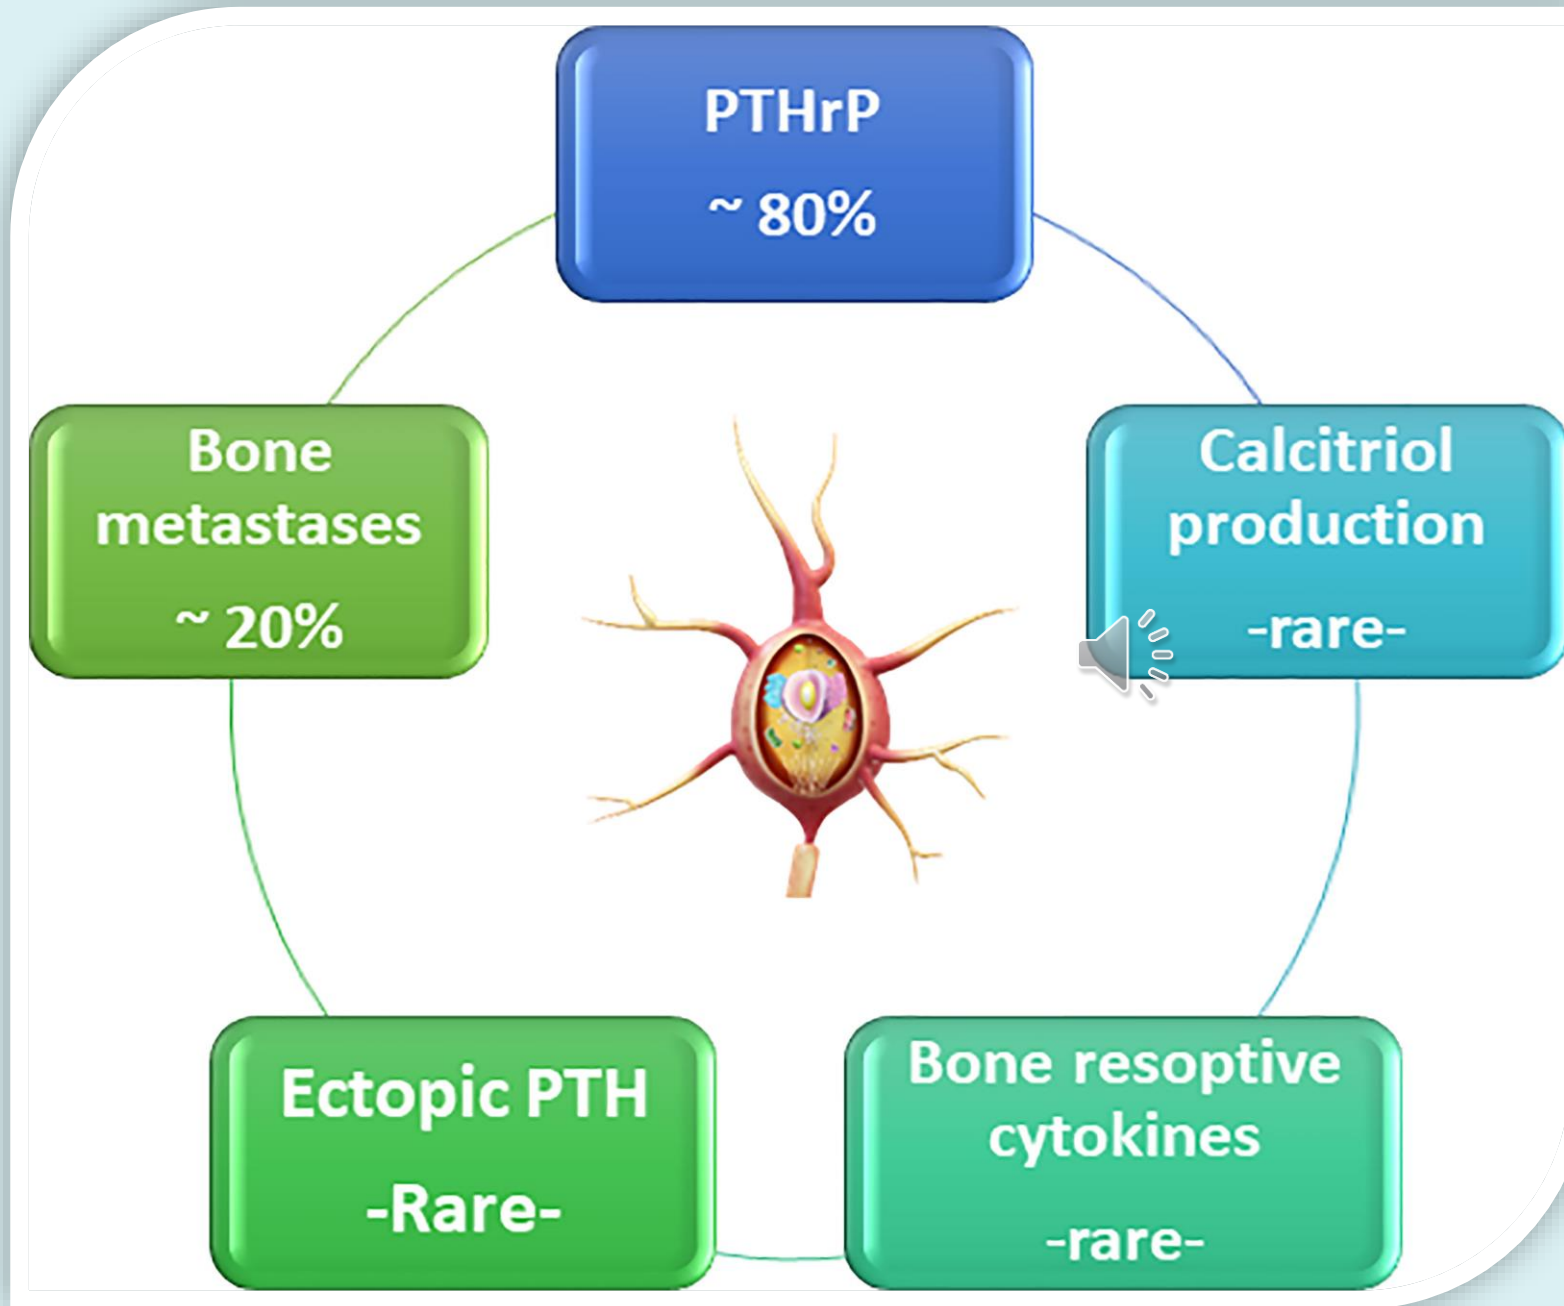 PTHrP
~ 80%
Bone
metastases
~ 20%
Calcitriol
production
-rare-
Ectopic PTH
-Rare-
Bone resoptive
cytokines
-rare-